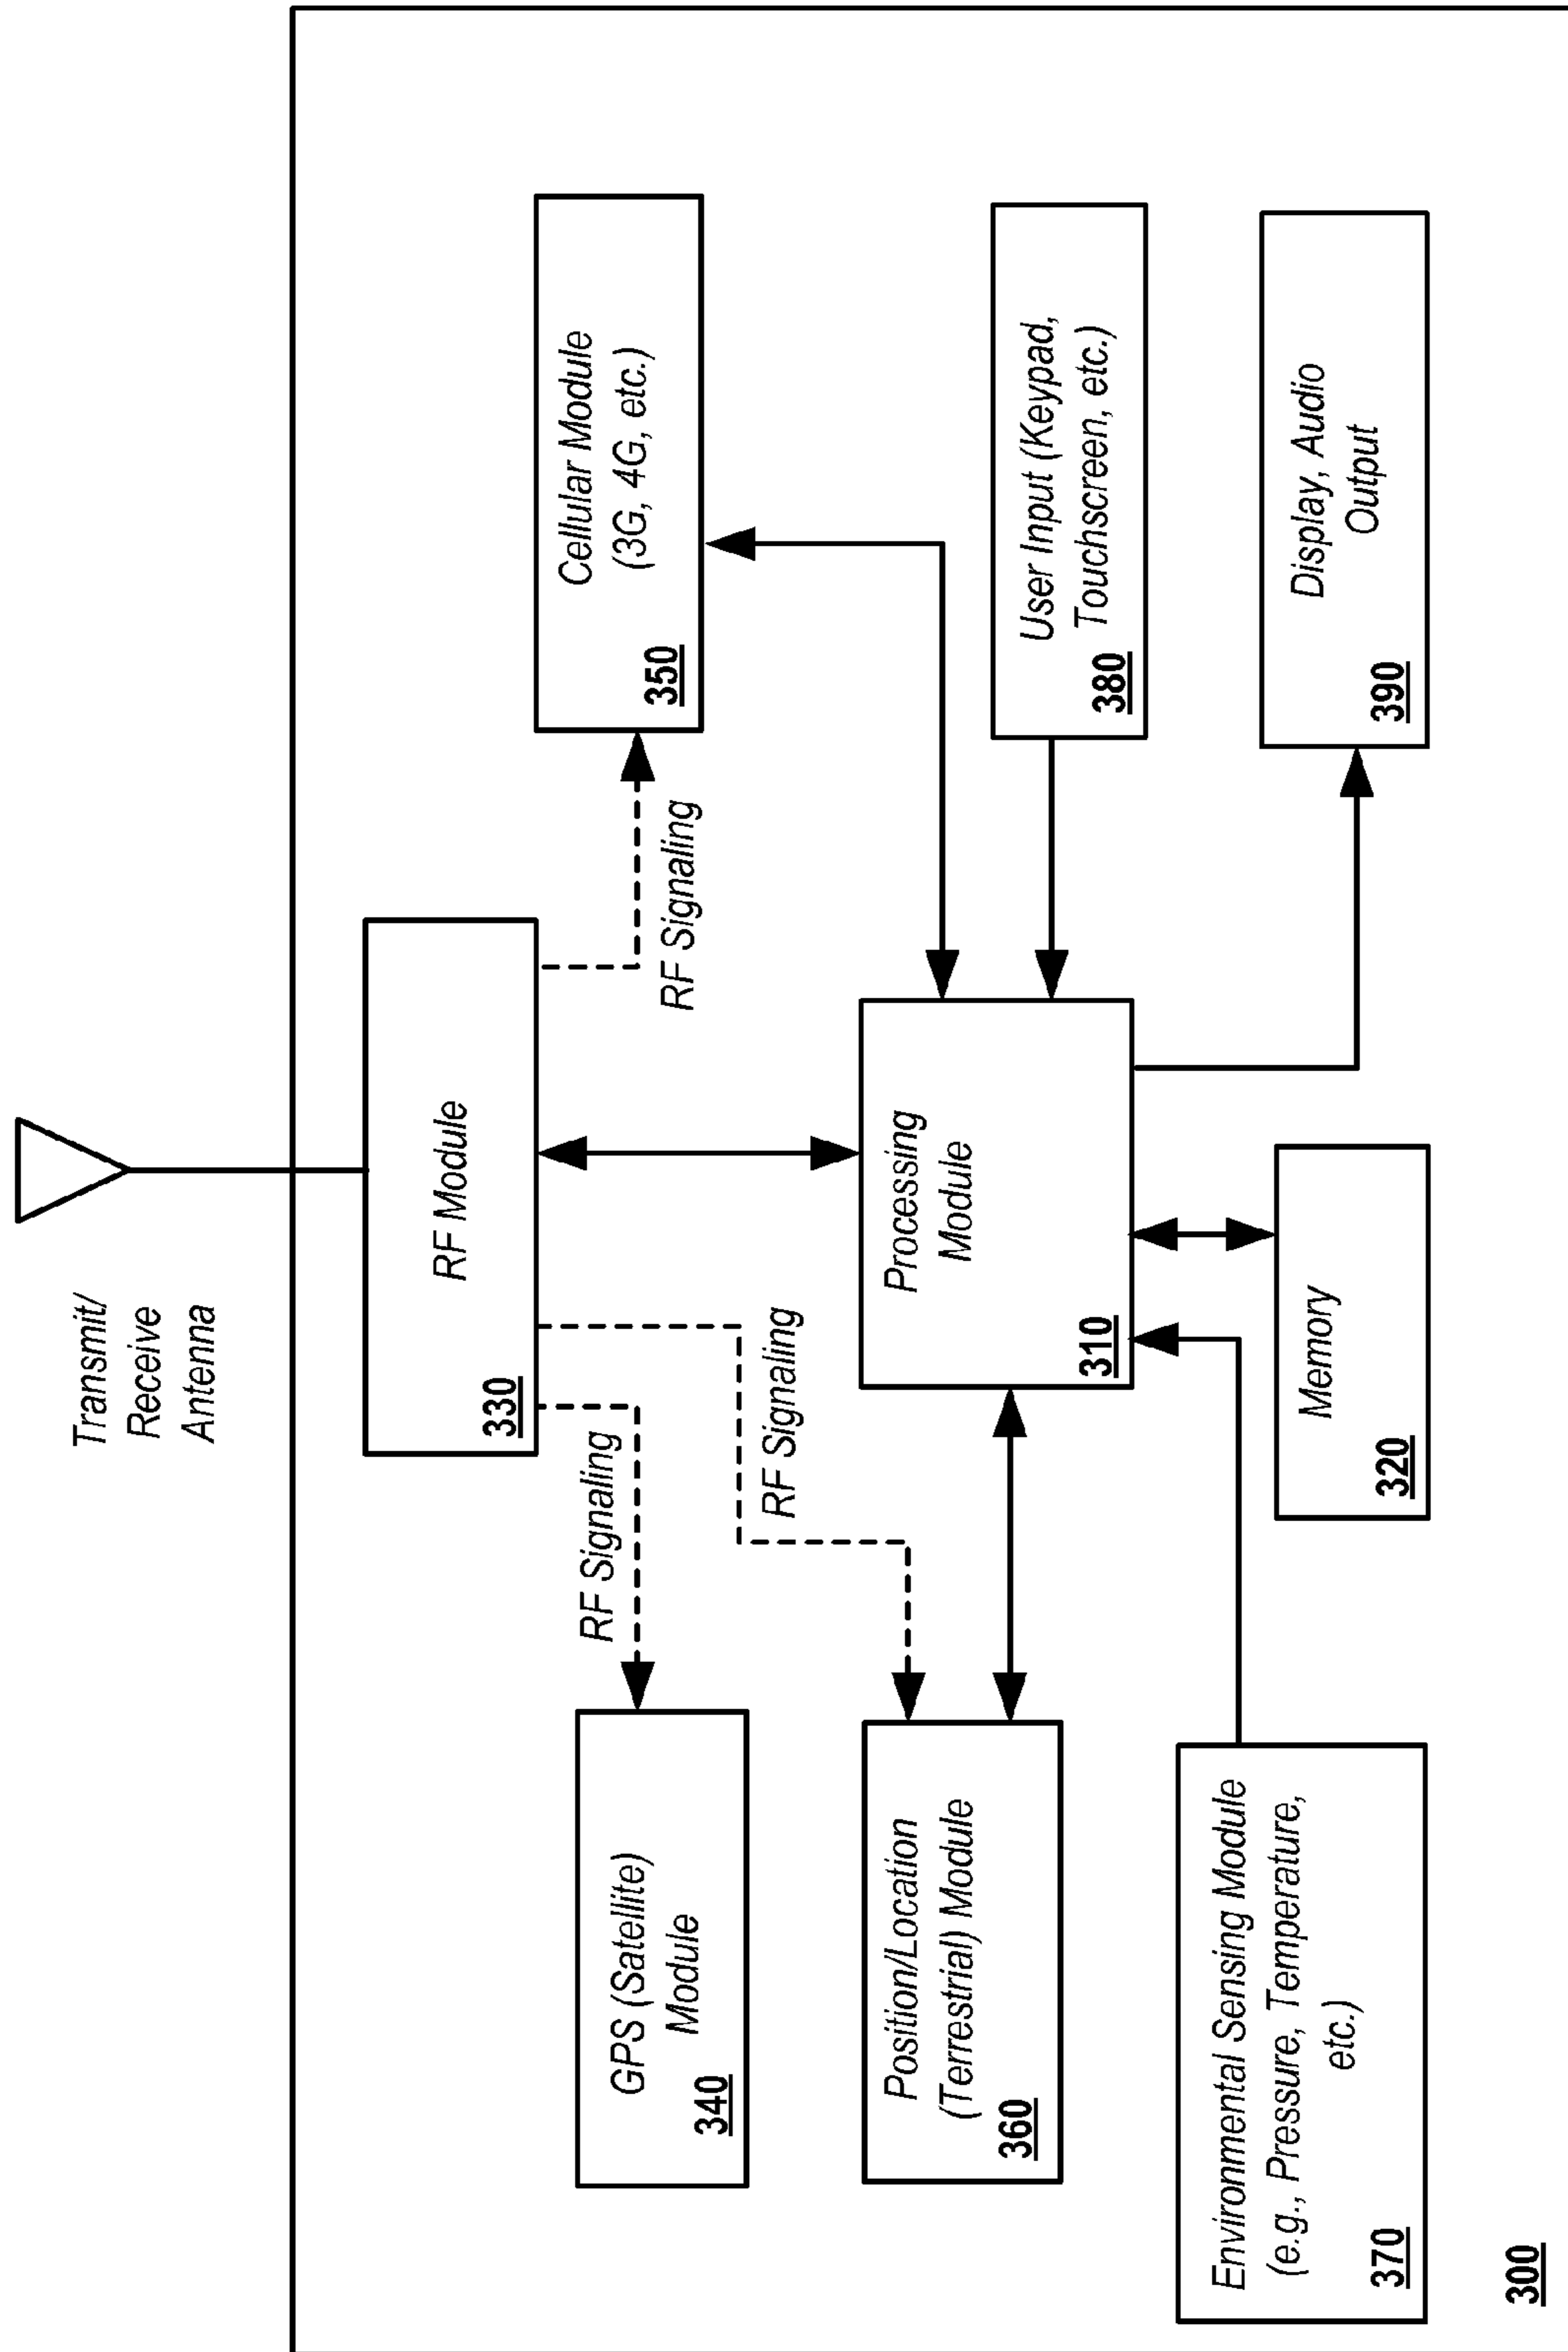 Transmit/
Receive
Antenna
RF Module
330
RF Signaling
RF Signaling
RF Signaling
GPS (Satellite)
Module
340
Cellular Module
(3G, 4G, etc.)
350
Position/Location
(Terrestrial) Module
360
Processing
Module
310
User Input (Keypad,
Touchscreen, etc.)
380
Environmental Sensing Module
(e.g., Pressure, Temperature,
etc.)
370
Memory
320
Display, Audio
Output
390
300